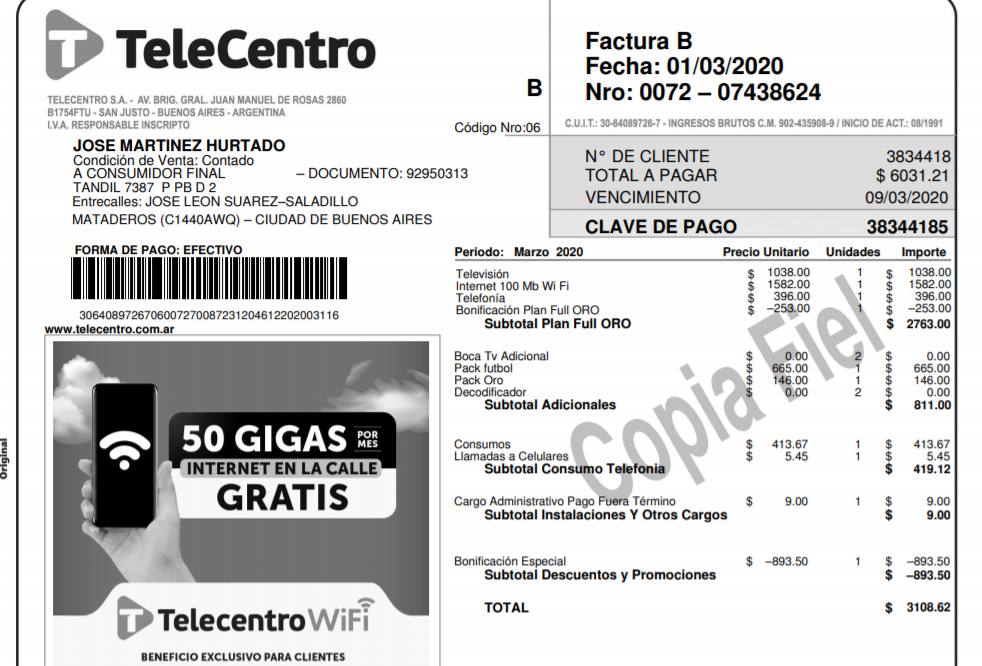 TeleCentro
TELECENTRO S.A. - AV. BRIG. GRAL. JUAN MANUEL DE ROSAS 2860
B1754FTU - SAN JUSTO - BUENOS AIRES - ARGENTINA
I.V.A. RESPONSABLE INSCRIPTO
B
Código Nro:06
Factura B
Fecha: 01/03/2020
Nro: 0072 – 07438624
C.U.I.T.: 30-64089726-7 - INGRESOS BRUTOS C.M. 902-435908-9 / INICIO DE ACT.: 08/1991
JOSE MARTINEZ HURTADO
Condición de Venta: Contado
A CONSUMIDOR FINAL – DOCUMENTO: 92950313
TANDIL 7387 P PB D 2
Entrecalles: JOSE LEON SUAREZ–SALADILLO
MATADEROS (C1440AWQ) – CIUDAD DE BUENOS AIRES
N° DE CLIENTE 3834418
TOTAL A PAGAR $ 6031.21
VENCIMIENTO 09/03/2020
CLAVE DE PAGO 38344185
FORMA DE PAGO: EFECTIVO
3064089726706007270087231204612202003116
www.telecentro.com.ar
Periodo: Marzo 2020 Precio Unitario Unidades Importe
Televisión $ 1038.00 1 $ 1038.00
Internet 100 Mb Wi Fi $ 1582.00 1 $ 1582.00
Telefonía $ 396.00 1 $ 396.00
Bonificación Plan Full ORO $ –253.00 1 $ –253.00
Subtotal Plan Full ORO $ 2763.00
Boca Tv Adicional $ 0.00 2 $ 0.00
Pack futbol $ 665.00 1 $ 665.00
Pack Oro $ 146.00 1 $ 146.00
Decodificador $ 0.00 2 $ 0.00
Subtotal Adicionales $ 811.00
Consumos $ 413.67 1 $ 413.67
Llamadas a Celulares $ 5.45 1 $ 5.45
Subtotal Consumo Telefonia $ 419.12
Cargo Administrativo Pago Fuera Término $ 9.00 1 $ 9.00
Subtotal Instalaciones Y Otros Cargos $ 9.00
Bonificación Especial $ –893.50 1 $ –893.50
Subtotal Descuentos y Promociones $ –893.50
TOTAL $ 3108.62
Copia Fiel
Original
50 GIGAS POR MES
INTERNET EN LA CALLE
GRATIS
Telecentro WiFi
BENEFICIO EXCLUSIVO PARA CLIENTES